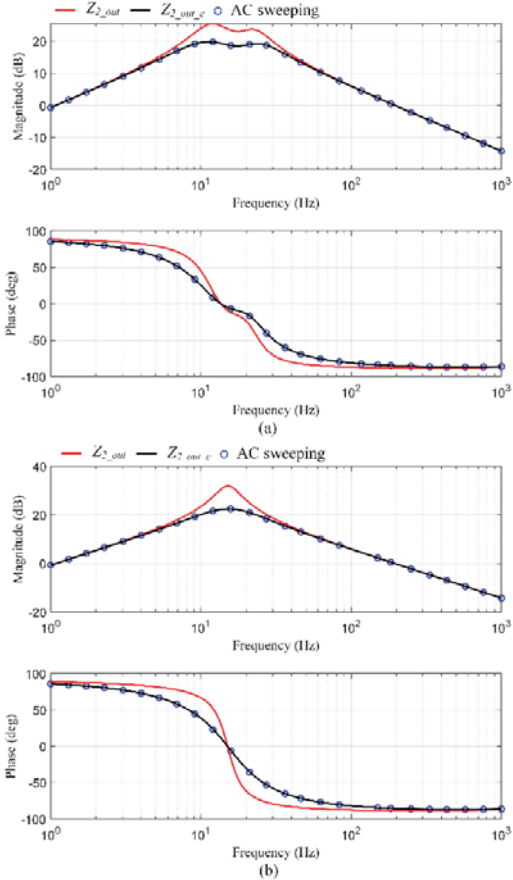 Z2_out Z2_out_c AC sweeping
20
10
0
-10
-20
Magnitude (dB)
10^0 10^1 10^2 10^3
Frequency (Hz)
100
50
0
-50
-100
Phase (deg)
10^0 10^1 10^2 10^3
Frequency (Hz)
(a)
Z2_out Z2_out_c AC sweeping
40
20
0
-20
Magnitude (dB)
10^0 10^1 10^2 10^3
Frequency (Hz)
100
50
0
-50
-100
Phase (deg)
10^0 10^1 10^2 10^3
Frequency (Hz)
(b)